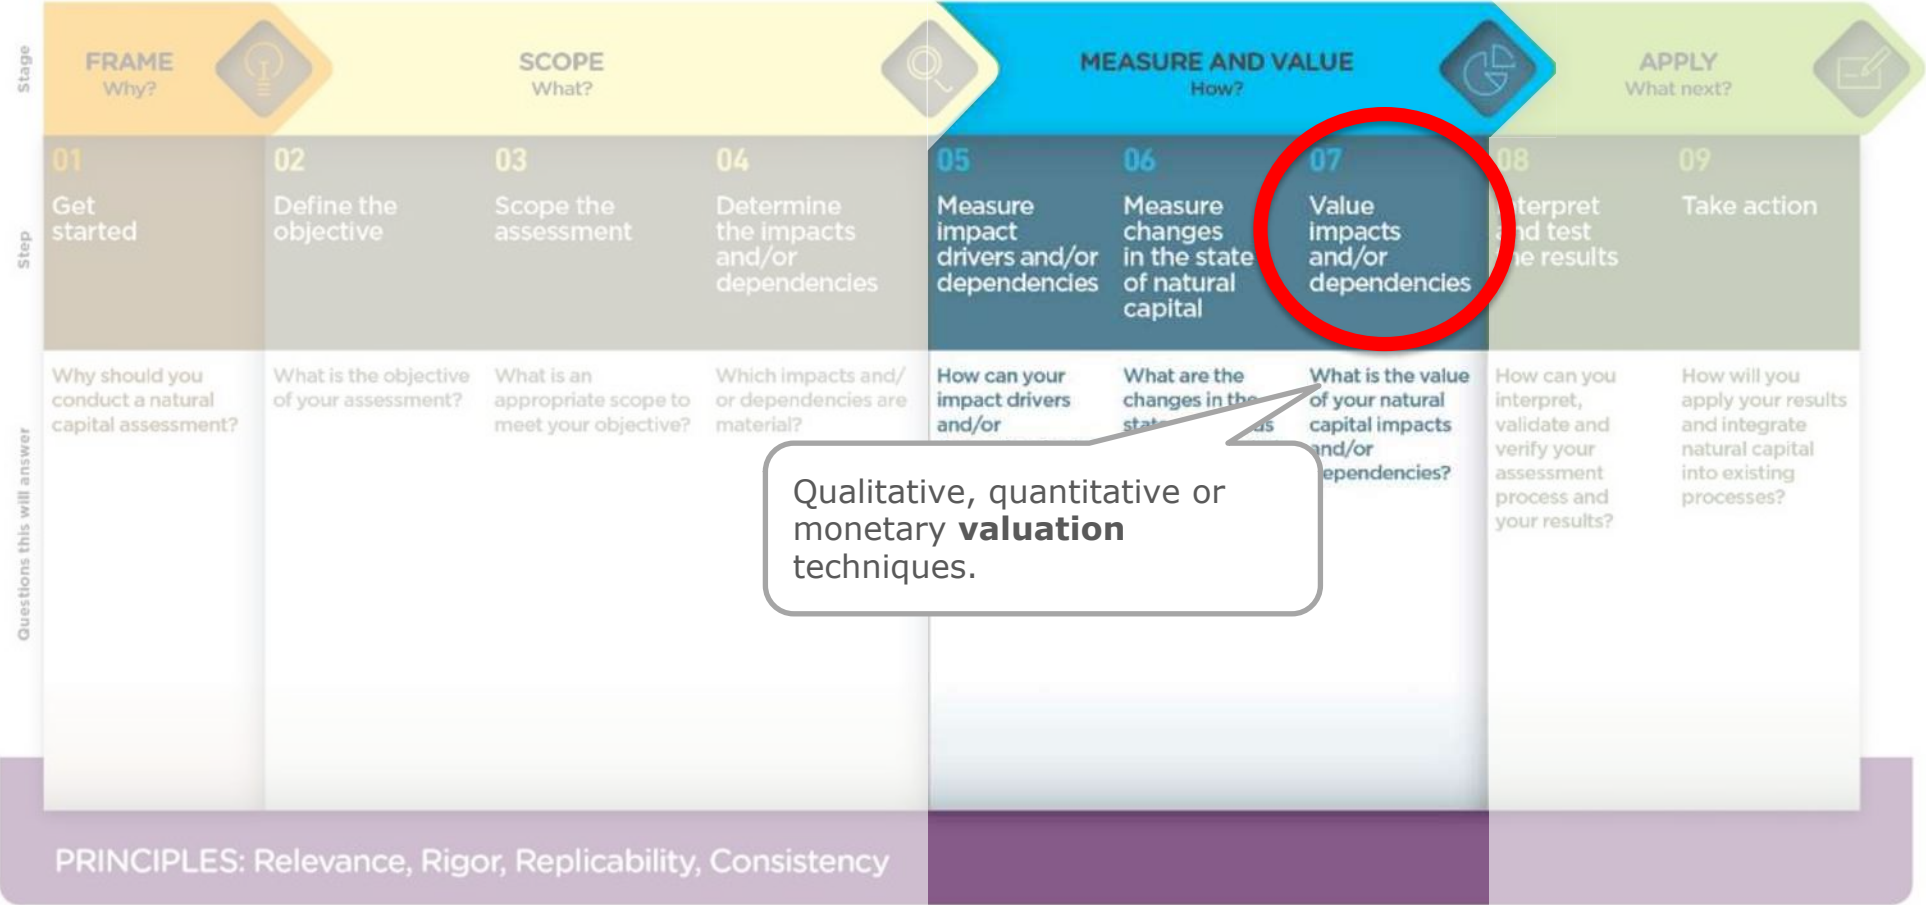 Stage
FRAME
Why?
SCOPE
What?
MEASURE AND VALUE
How?
APPLY
What next?
Step
01
Get
started
02
Define the
objective
03
Scope the
assessment
04
Determine
the impacts
and/or
dependencies
05
Measure
impact
drivers and/or
dependencies
06
Measure
changes
in the state
of natural
capital
07
Value
impacts
and/or
dependencies
08
and test
results
09
Take action
Questions this will answer
Why should you
conduct a natural
capital assessment?
What is the objective
of your assessment?
What is an
appropriate scope to
meet your objective?
Which impacts and/
or dependencies are
material?
How can your
impact drivers
and/or
What are the
changes in the
What is the value
of your natural
capital impacts
and/or
dependencies?
How can you
interpret,
validate and
verify your
assessment
process and
your results?
How will you
apply your results
and integrate
natural capital
into existing
processes?
Qualitative, quantitative or
monetary valuation
techniques.
PRINCIPLES: Relevance, Rigor, Replicability, Consistency